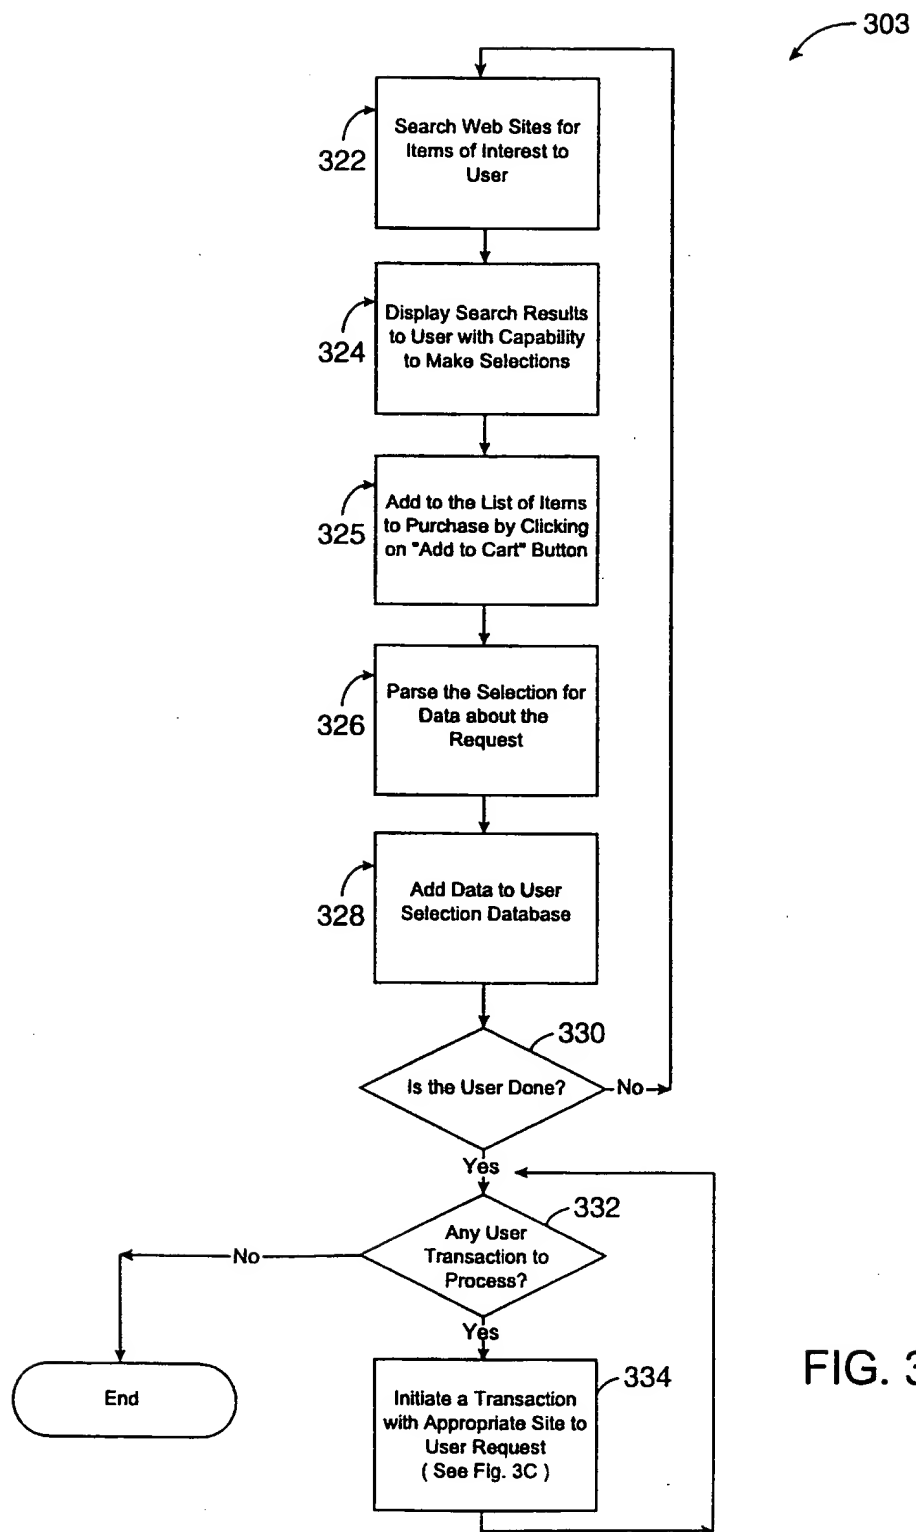 303
Search Web Sites for
Items of Interest to
User
322
Display Search Results
to User with Capability
to Make Selections
324
Add to the List of Items
to Purchase by Clicking
on "Add to Cart" Button
325
Parse the Selection for
Data about the
Request
326
Add Data to User
Selection Database
328
330
Is the User Done?
No
Yes
332
Any User
Transaction to
Process?
No
Yes
End
334
Initiate a Transaction
with Appropriate Site to
User Request
( See Fig. 3C )
FIG. 3